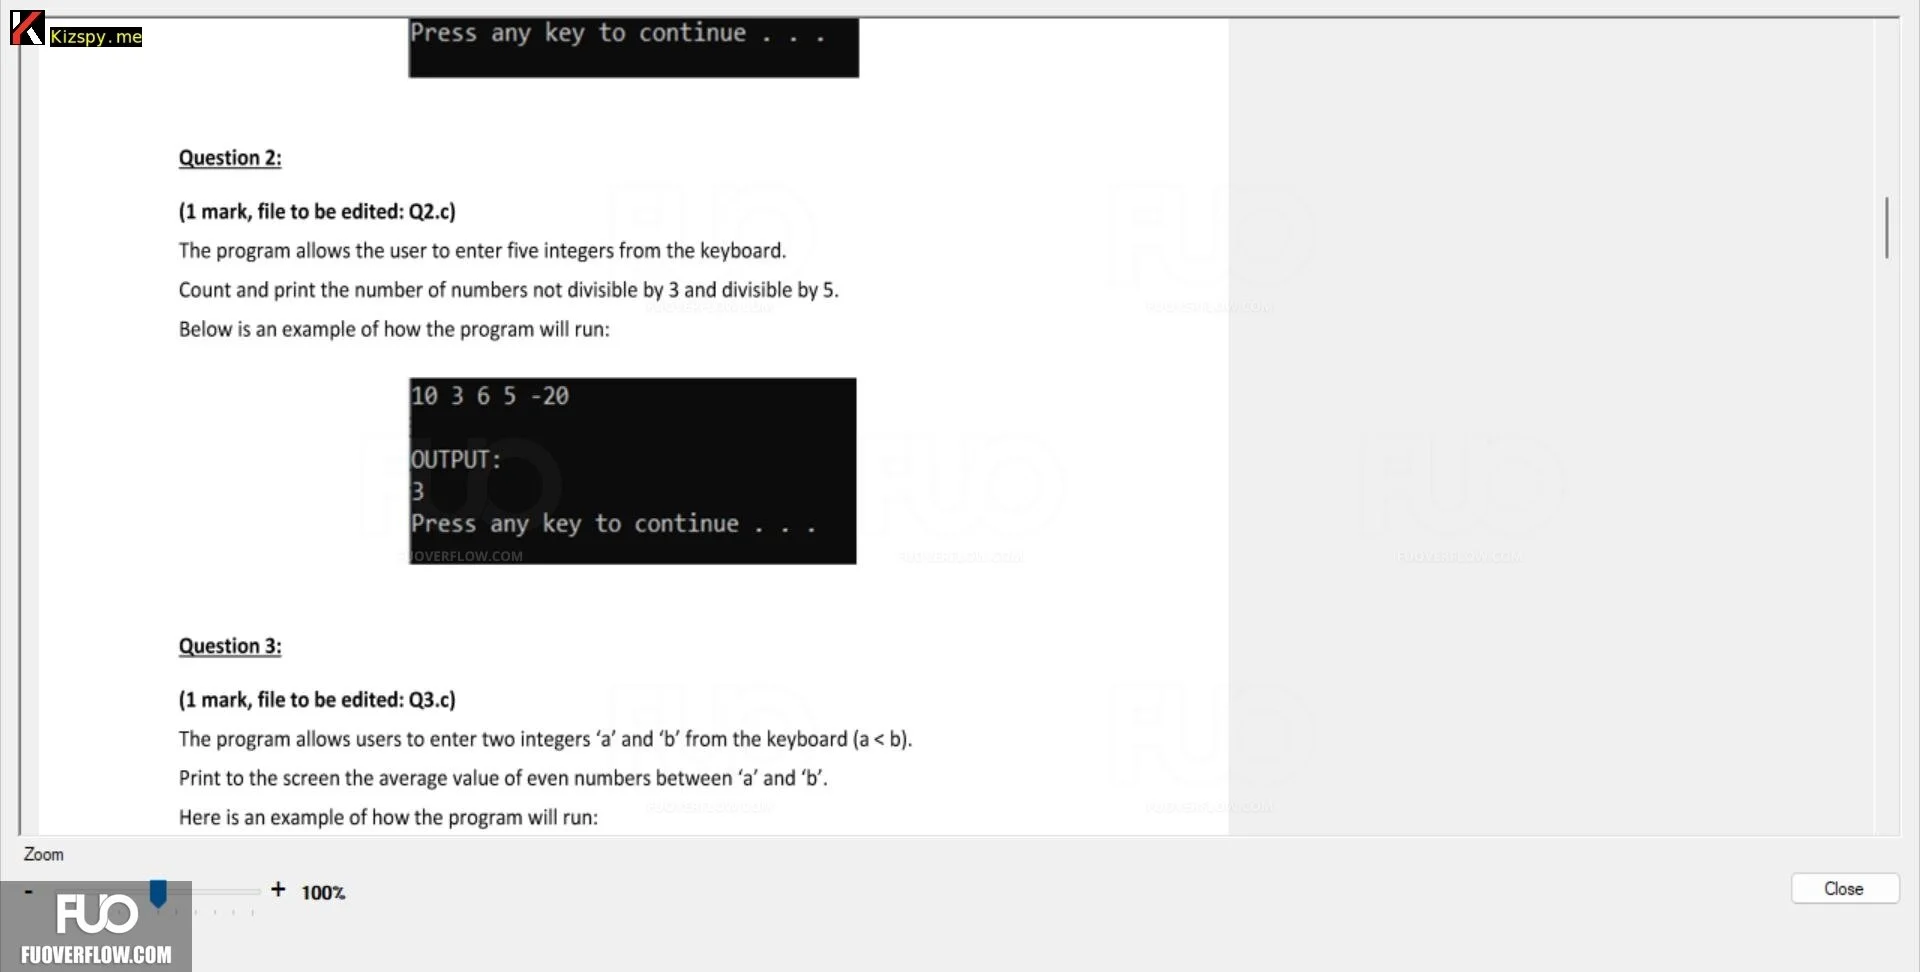 Kizspy.me
Press any key to continue . . .
Question 2:
(1 mark, file to be edited: Q2.c)
The program allows the user to enter five integers from the keyboard.
Count and print the number of numbers not divisible by 3 and divisible by 5.
Below is an example of how the program will run:
10 3 6 5 -20
OUTPUT:
3
Press any key to continue . . .
FUOVERFLOW.COM
Question 3:
(1 mark, file to be edited: Q3.c)
The program allows users to enter two integers ‘a’ and ‘b’ from the keyboard (a < b).
Print to the screen the average value of even numbers between ‘a’ and ‘b’.
Here is an example of how the program will run:
Zoom
- + 100%
Close
FUO
FUOVERFLOW.COM